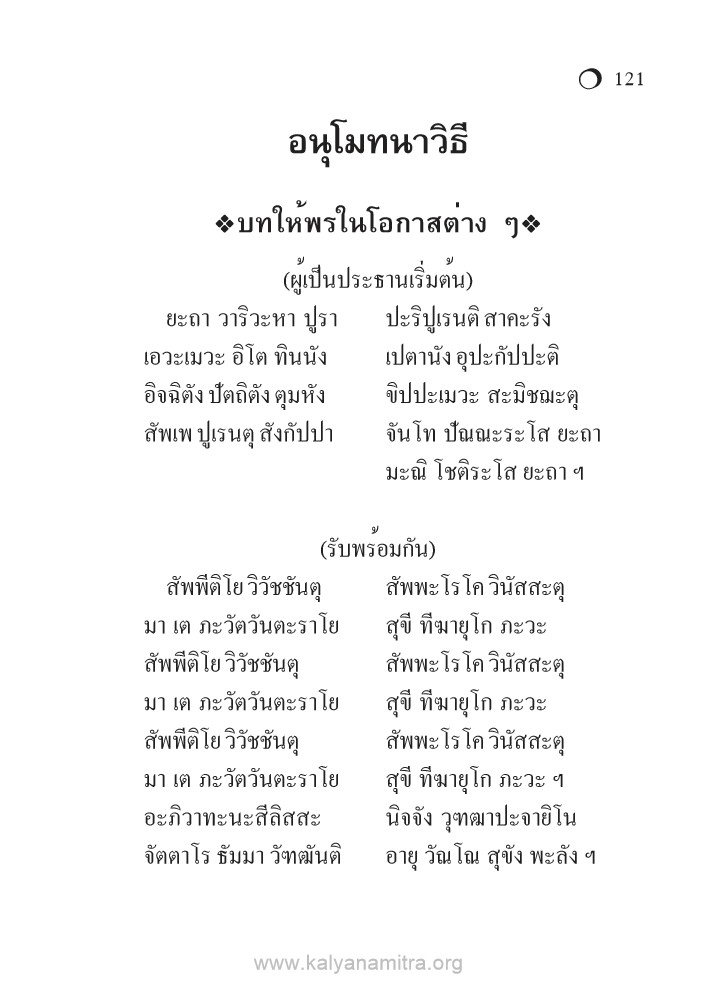 121
อนุโมทนาวิธี
❖บทให้พรในโอกาสต่าง ๆ❖
(ผู้เป็นประธานเริ่มต้น)
ยะถา วาริวะหา ปูรา ปะริปูเรนติ สาคะรัง
เอวะเมวะ อิโต ทินนัง เปตานัง อุปะกัปปะติ
อิจฉิตัง ปัตถิตัง ตุมหัง ขิปปะเมวะ สะมิชฌะตุ
สัพเพ ปูเรนตุ สังกัปปา จันโท ปัณณะระโส ยะถา
มะณิ โชติระโส ยะถา ฯ
(รับพร้อมกัน)
สัพพีติโย วิวัชชันตุ สัพพะโรโค วินัสสะตุ
มา เต ภะวัตวันตะราโย สุขี ทีฆายุโก ภะวะ
สัพพีติโย วิวัชชันตุ สัพพะโรโค วินัสสะตุ
มา เต ภะวัตวันตะราโย สุขี ทีฆายุโก ภะวะ
สัพพีติโย วิวัชชันตุ สัพพะโรโค วินัสสะตุ
มา เต ภะวัตวันตะราโย สุขี ทีฆายุโก ภะวะ ฯ
อะภิวาทะนะสีลิสสะ นิจจัง วุฑฒาปะจายิโน
จัตตาโร ธัมมา วัฑฒันติ อายุ วัณโณ สุขัง พะลัง ฯ
www.kalyanamitra.org